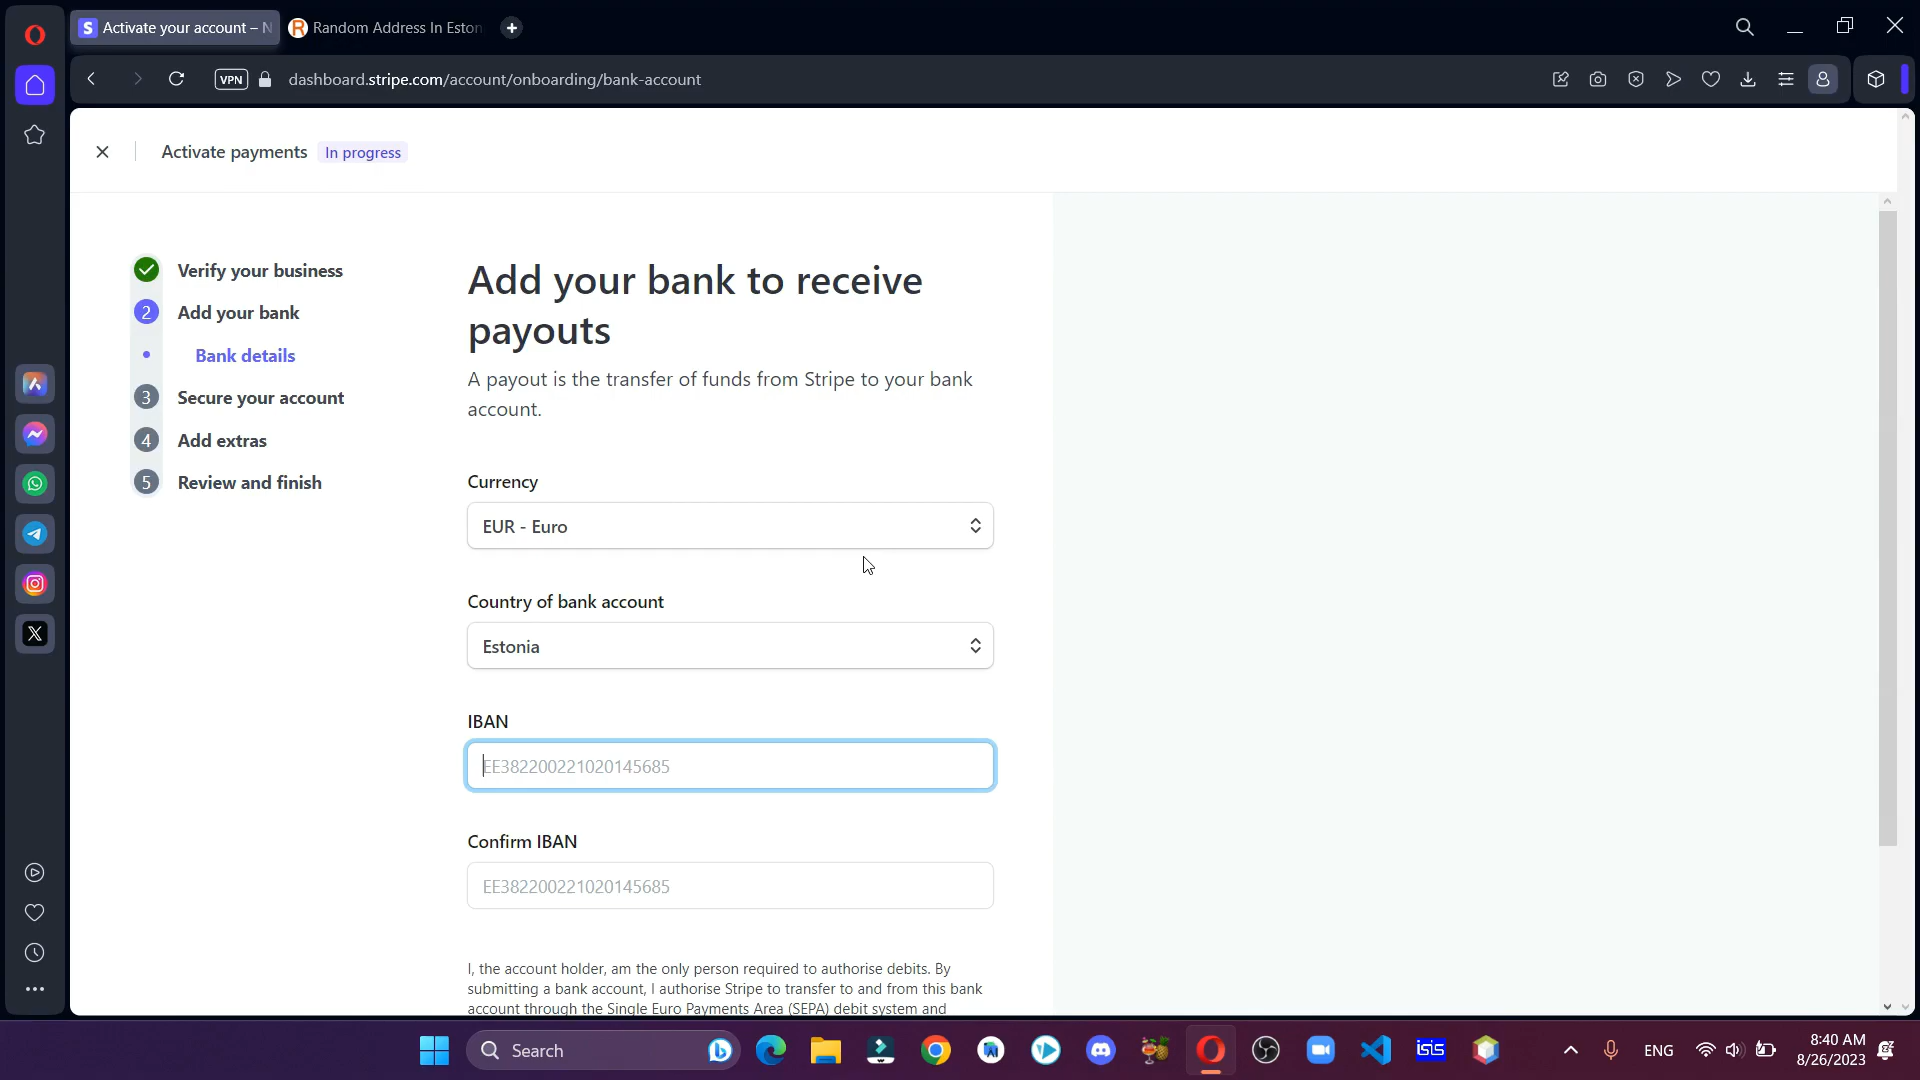 Activate your account – N
Random Address In Eston
VPN
dashboard.stripe.com/account/onboarding/bank-account
Activate payments
In progress
Verify your business
2
Add your bank
Bank details
3
Secure your account
4
Add extras
5
Review and finish
Add your bank to receive
payouts
A payout is the transfer of funds from Stripe to your bank
account.
Currency
EUR - Euro
Country of bank account
Estonia
IBAN
EE382200221020145685
Confirm IBAN
EE382200221020145685
I, the account holder, am the only person required to authorise debits. By
submitting a bank account, I authorise Stripe to transfer to and from this bank
account through the Single Euro Payments Area (SEPA) debit system and
Search
isis
ENG
8:40 AM
8/26/2023